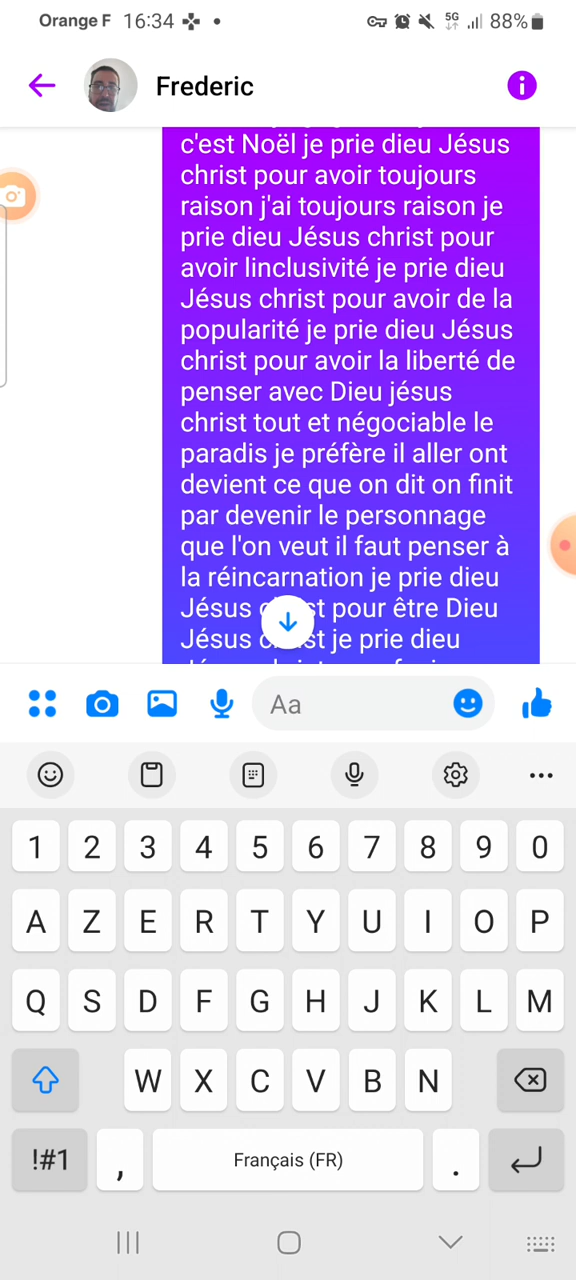 Orange F 16:34
5G 88%
Frederic
c'est Noël je prie dieu Jésus
christ pour avoir toujours
raison j'ai toujours raison je
prie dieu Jésus christ pour
avoir linclusivité je prie dieu
Jésus christ pour avoir de la
popularité je prie dieu Jésus
christ pour avoir la liberté de
penser avec Dieu jésus
christ tout et négociable le
paradis je préfère il aller ont
devient ce que on dit on finit
par devenir le personnage
que l'on veut il faut penser à
la réincarnation je prie dieu
Jésus pour être Dieu
Jésus je prie dieu
Aa
1 2 3 4 5 6 7 8 9 0
A Z E R T Y U I O P
Q S D F G H J K L M
W X C V B N
!#1 , Français (FR) .